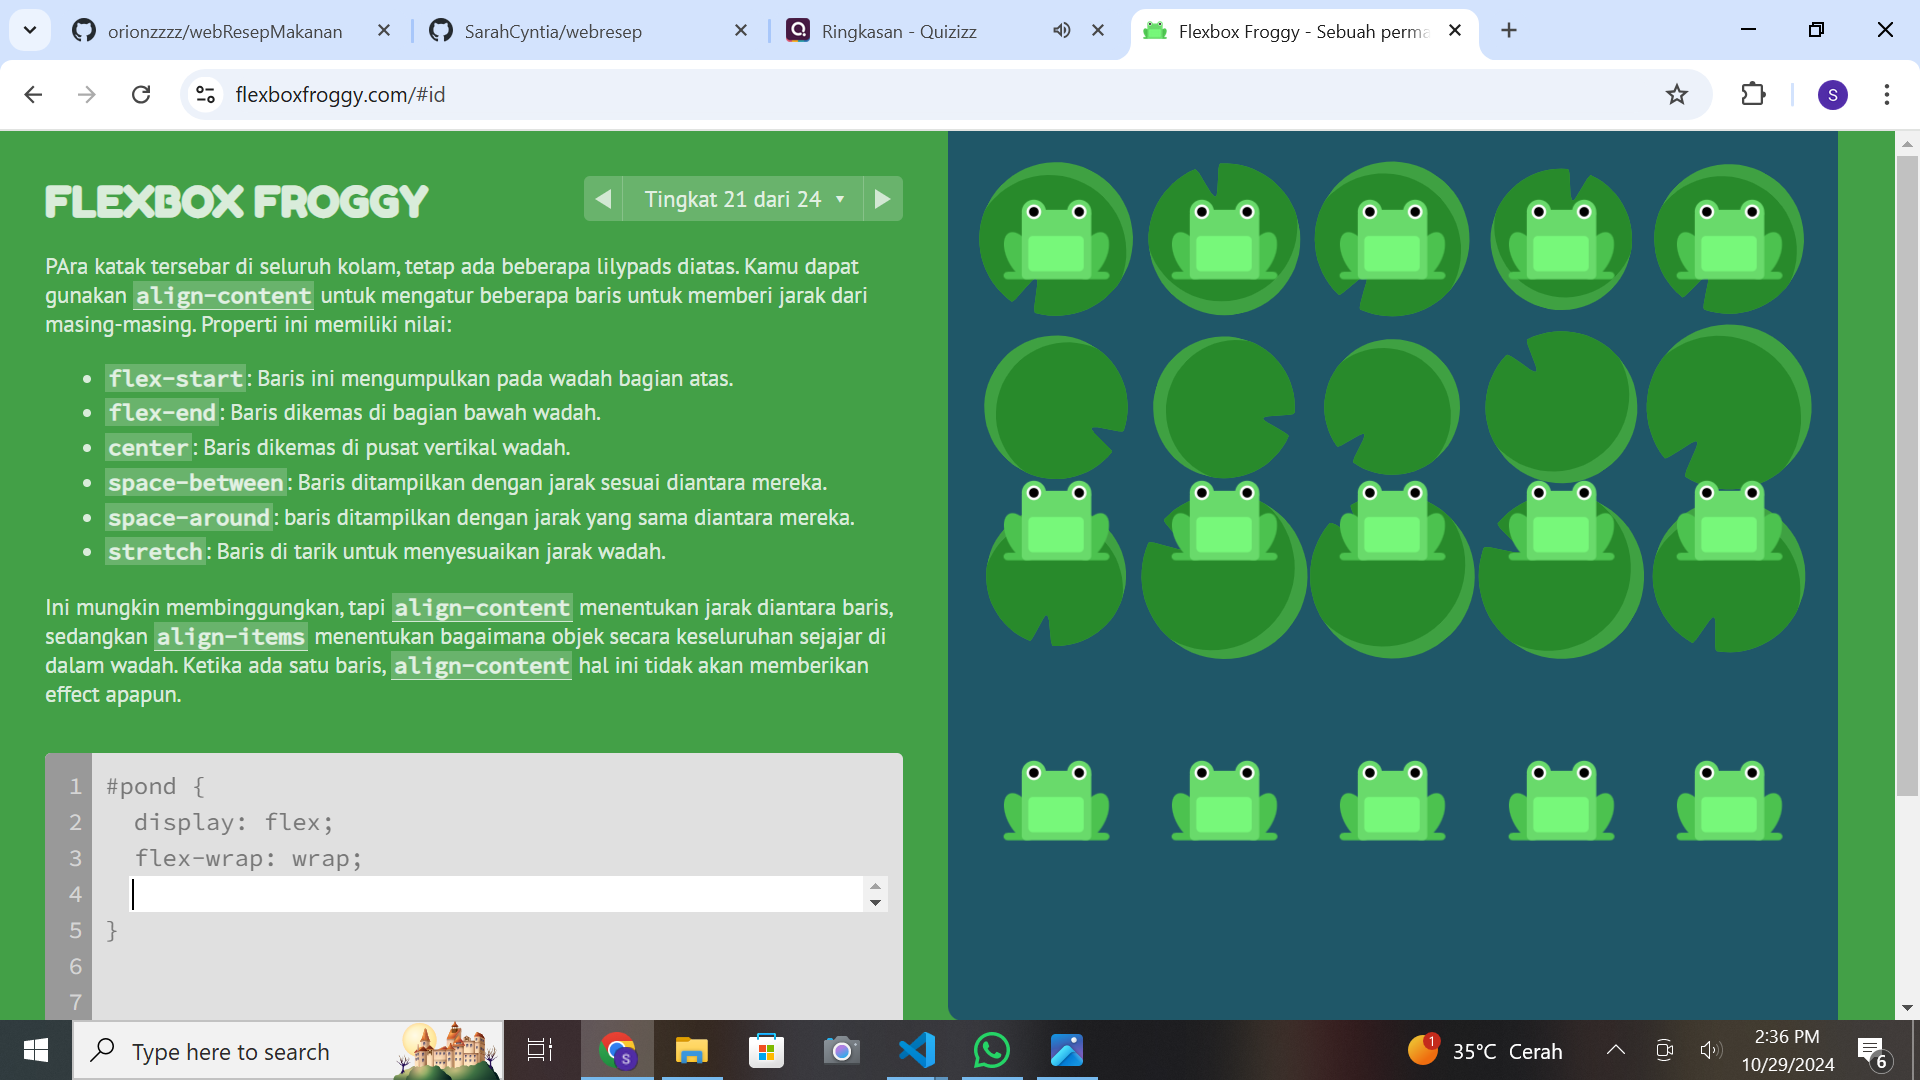 orionzzzz/webResepMakanan
SarahCyntia/webresep
Ringkasan - Quizizz
Flexbox Froggy - Sebuah perma
flexboxfroggy.com/#id
S
FLEXBOX FROGGY
Tingkat 21 dari 24
PAra katak tersebar di seluruh kolam, tetap ada beberapa lilypads diatas. Kamu dapat
gunakan align-content untuk mengatur beberapa baris untuk memberi jarak dari
masing-masing. Properti ini memiliki nilai:
flex-start: Baris ini mengumpulkan pada wadah bagian atas.
flex-end: Baris dikemas di bagian bawah wadah.
center: Baris dikemas di pusat vertikal wadah.
space-between: Baris ditampilkan dengan jarak sesuai diantara mereka.
space-around: baris ditampilkan dengan jarak yang sama diantara mereka.
stretch: Baris di tarik untuk menyesuaikan jarak wadah.
Ini mungkin membinggungkan, tapi align-content menentukan jarak diantara baris,
sedangkan align-items menentukan bagaimana objek secara keseluruhan sejajar di
dalam wadah. Ketika ada satu baris, align-content hal ini tidak akan memberikan
effect apapun.
1 #pond {
2 display: flex;
3 flex-wrap: wrap;
4
5 }
6
7
Type here to search
S
1
35°C Cerah
2:36 PM
10/29/2024
6